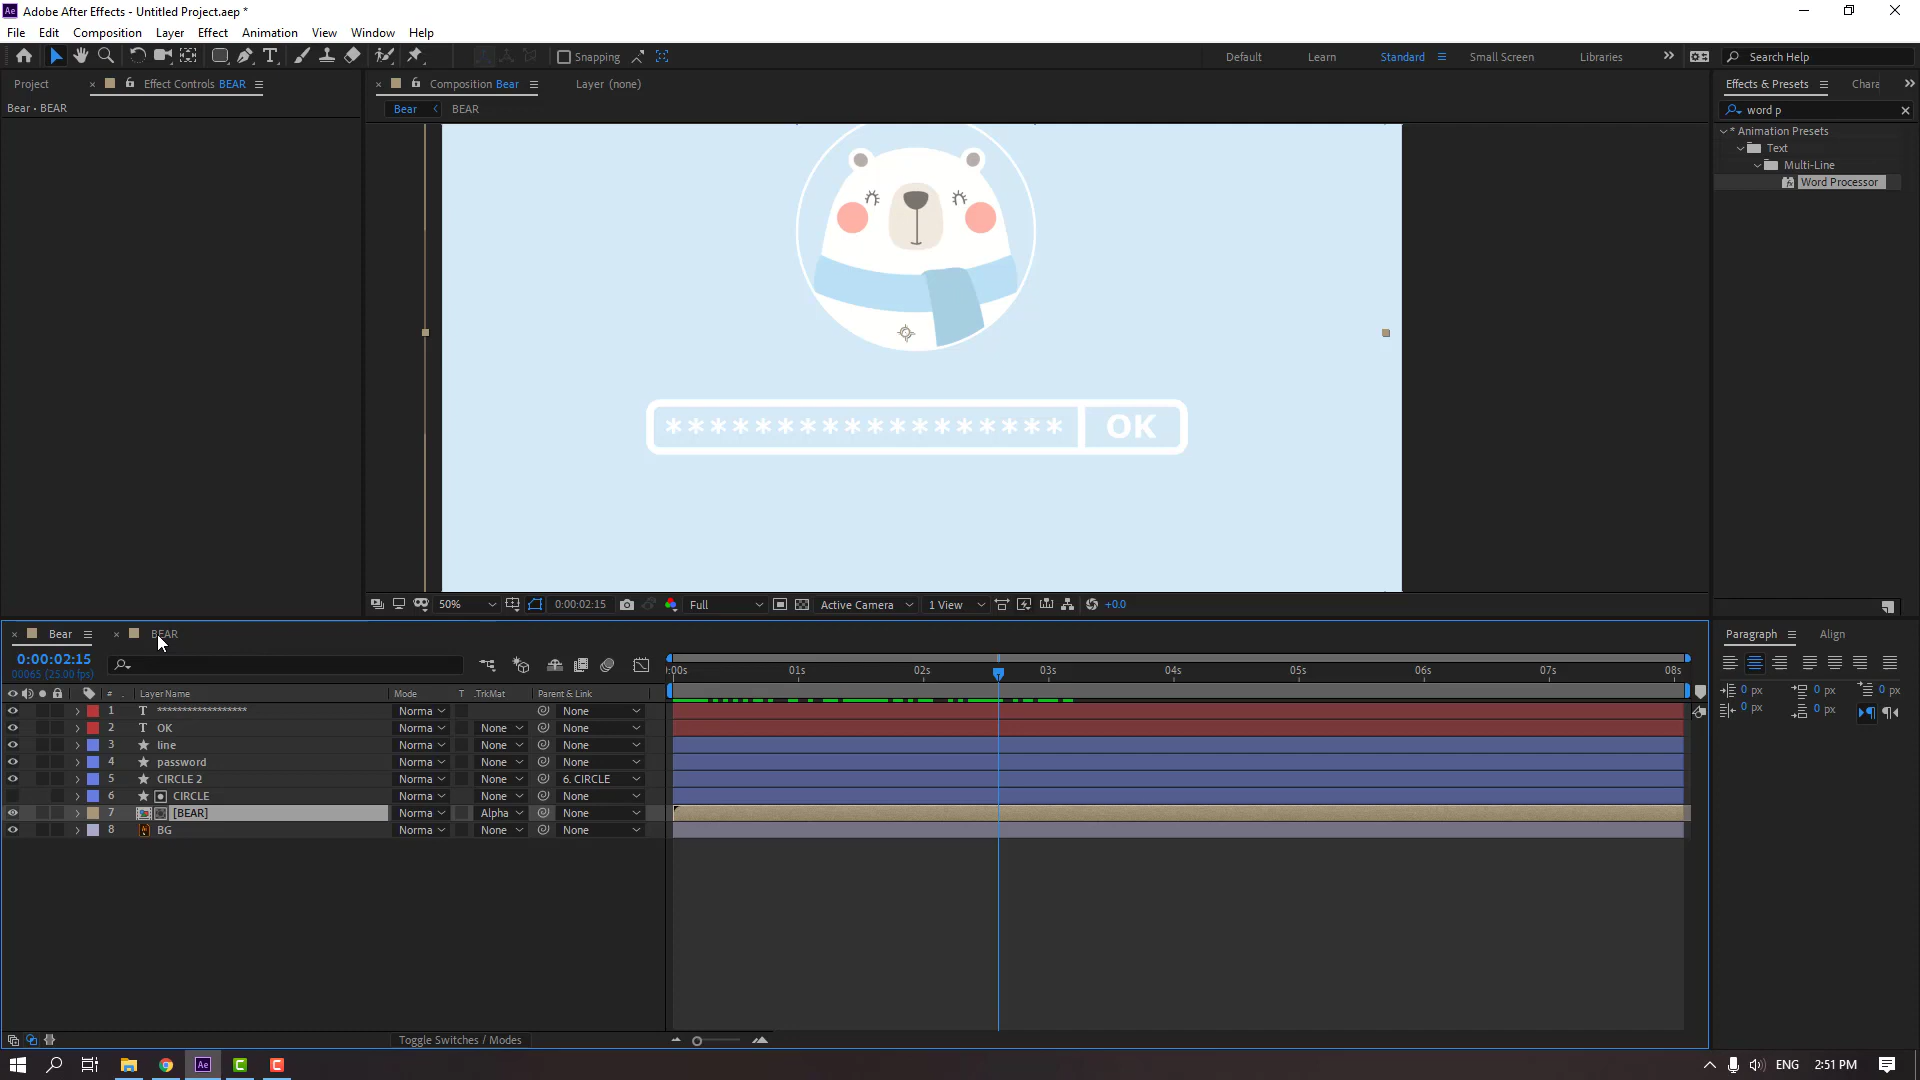 Adobe After Effects - Untitled Project.aep *
File Edit Composition Layer Effect Animation View Window Help
Snapping
Default Learn Standard Small Screen Libraries Search Help
Project Effect Controls BEAR Composition Bear Layer (none) Effects & Presets Chara
Bear • BEAR
Bear BEAR
word p
* Animation Presets
Text
Multi-Line
Word Processor
****************** OK
50% 0:00:02:15 Full Active Camera 1 View +0.0
Bear BEAR
Paragraph Align
0:00:02:15
00065 (25.00 fps)
:00s 01s 02s 03s 04s 05s 06s 07s 08s
# . Layer Name Mode T .TrkMat Parent & Link
0 px 0 px 0 px
0 px 0 px
1 T ****************** Norma None
2 T OK Norma None None
3 line Norma None None
4 password Norma None None
5 CIRCLE 2 Norma None 6. CIRCLE
6 CIRCLE Norma None None
7 [BEAR] Norma Alpha None
8 BG Norma None None
Toggle Switches / Modes
Ae ENG 2:51 PM